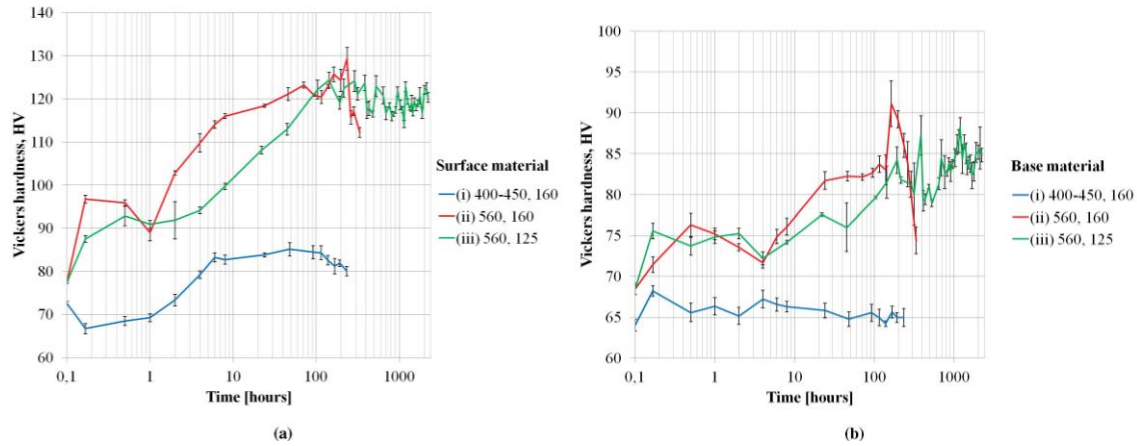 140
130
120
110
100
90
80
70
60
Vickers hardness, HV
0,1 1 10 100 1000
Time [hours]
Surface material
(i) 400-450, 160
(ii) 560, 160
(iii) 560, 125
(a)
100
95
90
85
80
75
70
65
60
Vickers hardness, HV
0,1 1 10 100 1000
Time [hours]
Base material
(i) 400-450, 160
(ii) 560, 160
(iii) 560, 125
(b)